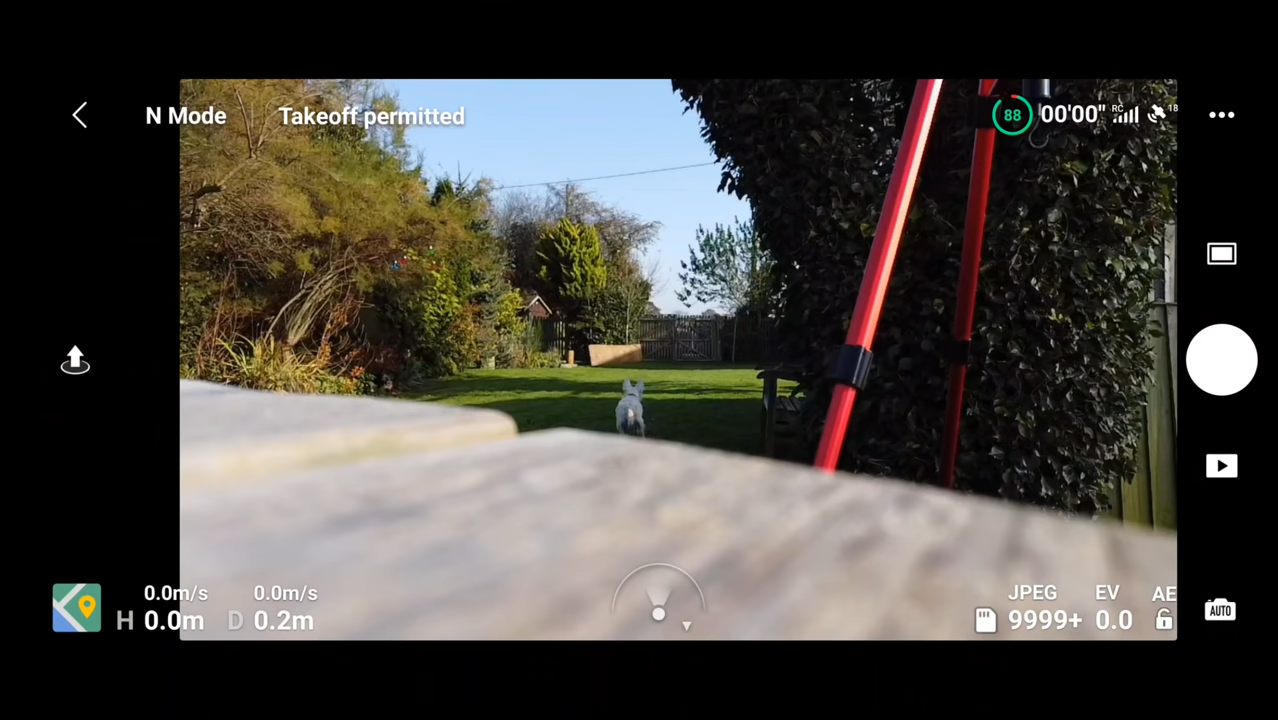 N Mode
Takeoff permitted
88
00'00"
RC
18
0.0m/s
0.0m/s
H 0.0m
D 0.2m
JPEG
EV
AE
9999+
0.0
AUTO